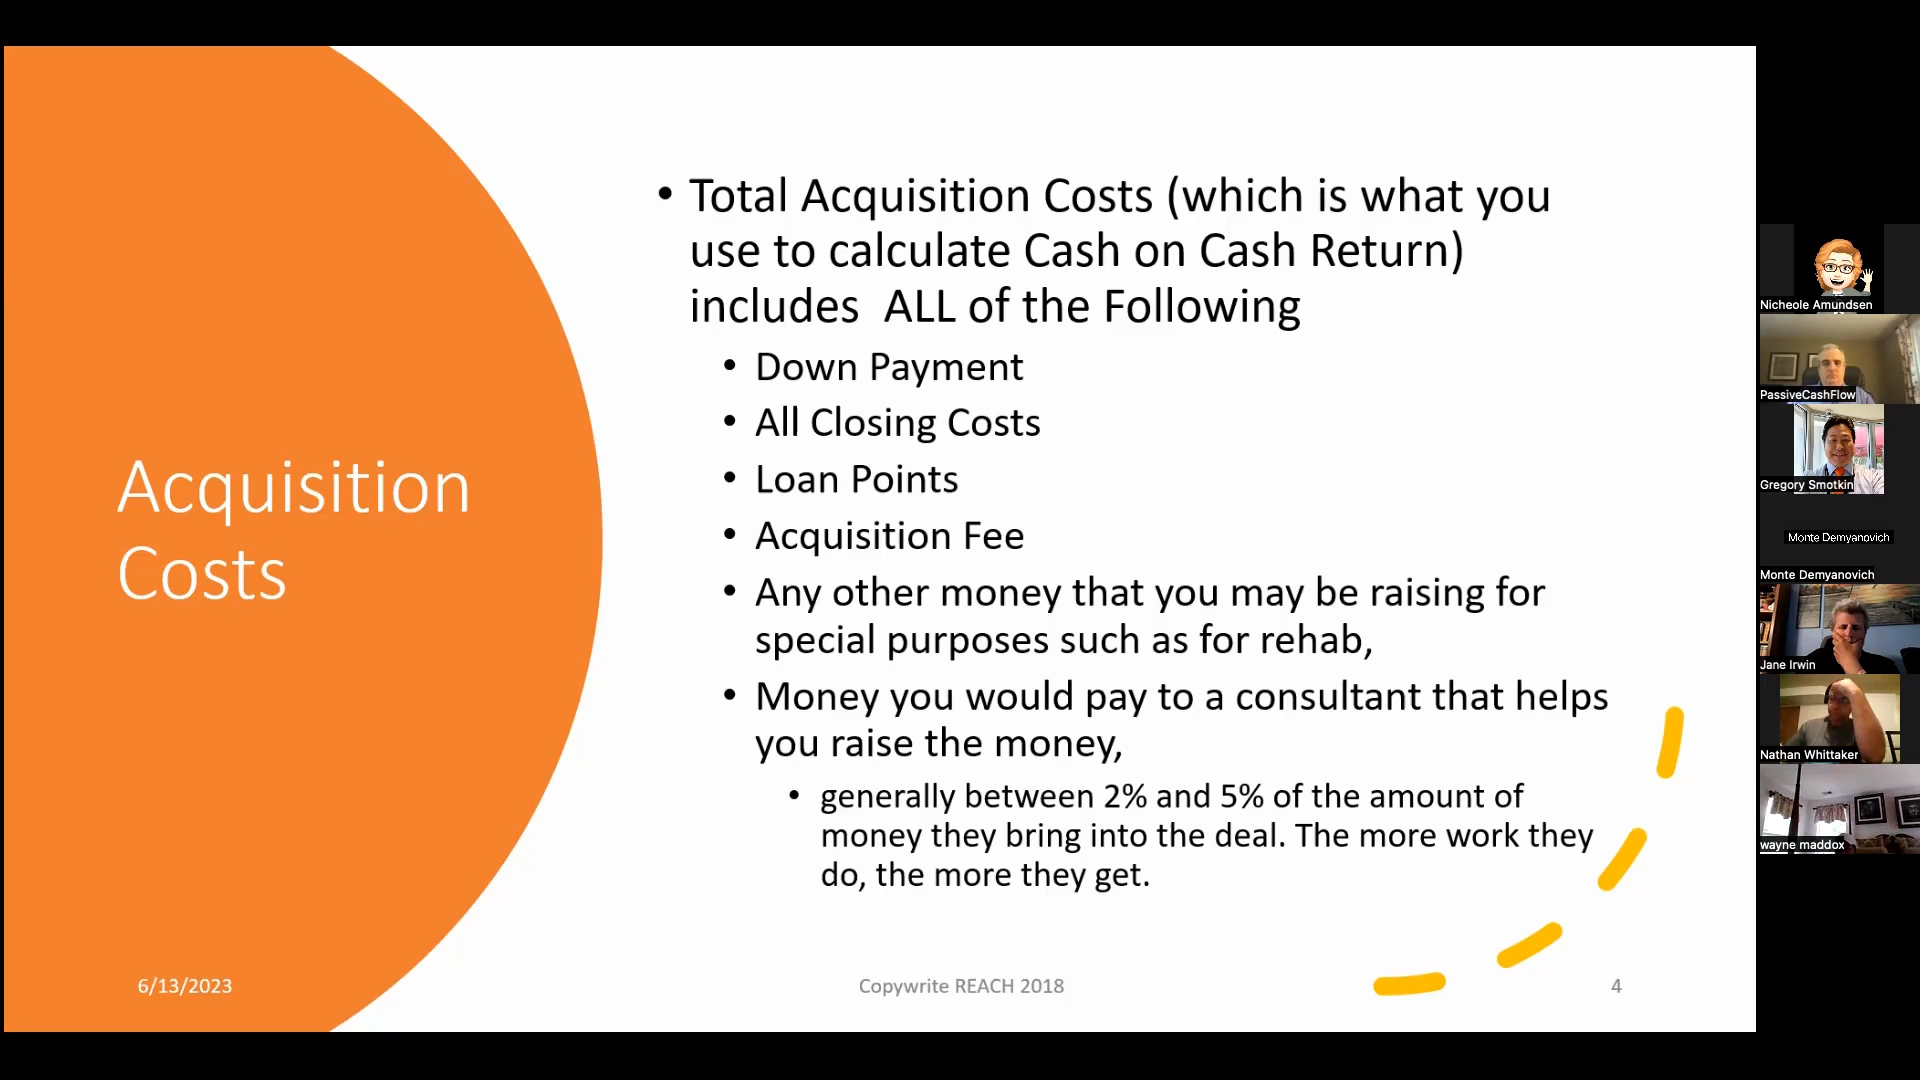 Acquisition
Costs
• Total Acquisition Costs (which is what you
use to calculate Cash on Cash Return)
includes  ALL of the Following
• Down Payment
• All Closing Costs
• Loan Points
• Acquisition Fee
• Any other money that you may be raising for
special purposes such as for rehab,
• Money you would pay to a consultant that helps
you raise the money,
• generally between 2% and 5% of the amount of
money they bring into the deal. The more work they
do, the more they get.
6/13/2023
Copywrite REACH 2018
4
Nicheole Amundsen
PassiveCashFlow
Gregory Smotkin
Monte Demyanovich
Monte Demyanovich
Jane Irwin
Nathan Whittaker
wayne maddox